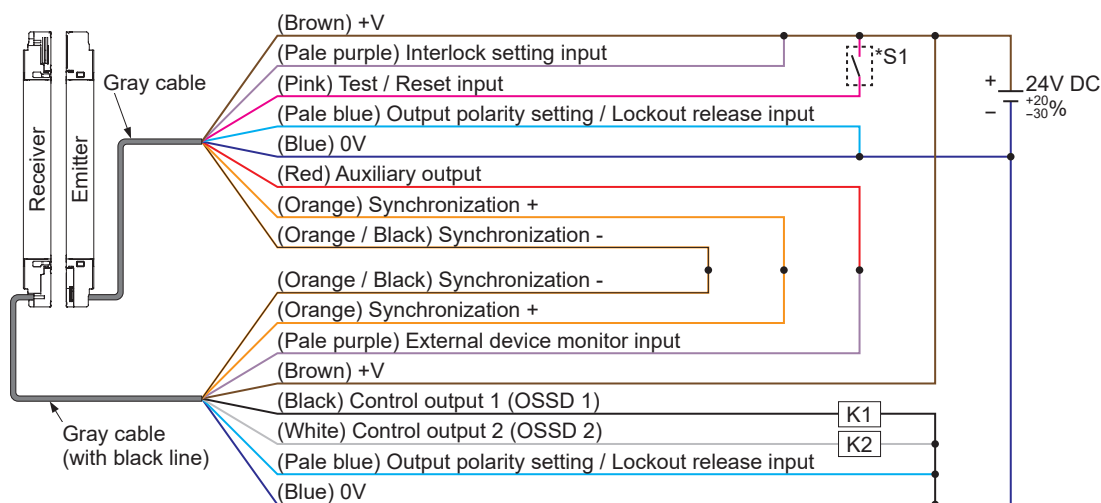 (Brown) +V
(Pale purple) Interlock setting input
*S1
Gray cable
(Pink) Test / Reset input
+ 24V DC
− +20
−30 %
(Pale blue) Output polarity setting / Lockout release input
(Blue) 0V
Receiver
Emitter
(Red) Auxiliary output
(Orange) Synchronization +
(Orange / Black) Synchronization -
(Orange / Black) Synchronization -
(Orange) Synchronization +
(Pale purple) External device monitor input
(Brown) +V
(Black) Control output 1 (OSSD 1)
K1
Gray cable
(with black line)
(White) Control output 2 (OSSD 2)
K2
(Pale blue) Output polarity setting / Lockout release input
(Blue) 0V